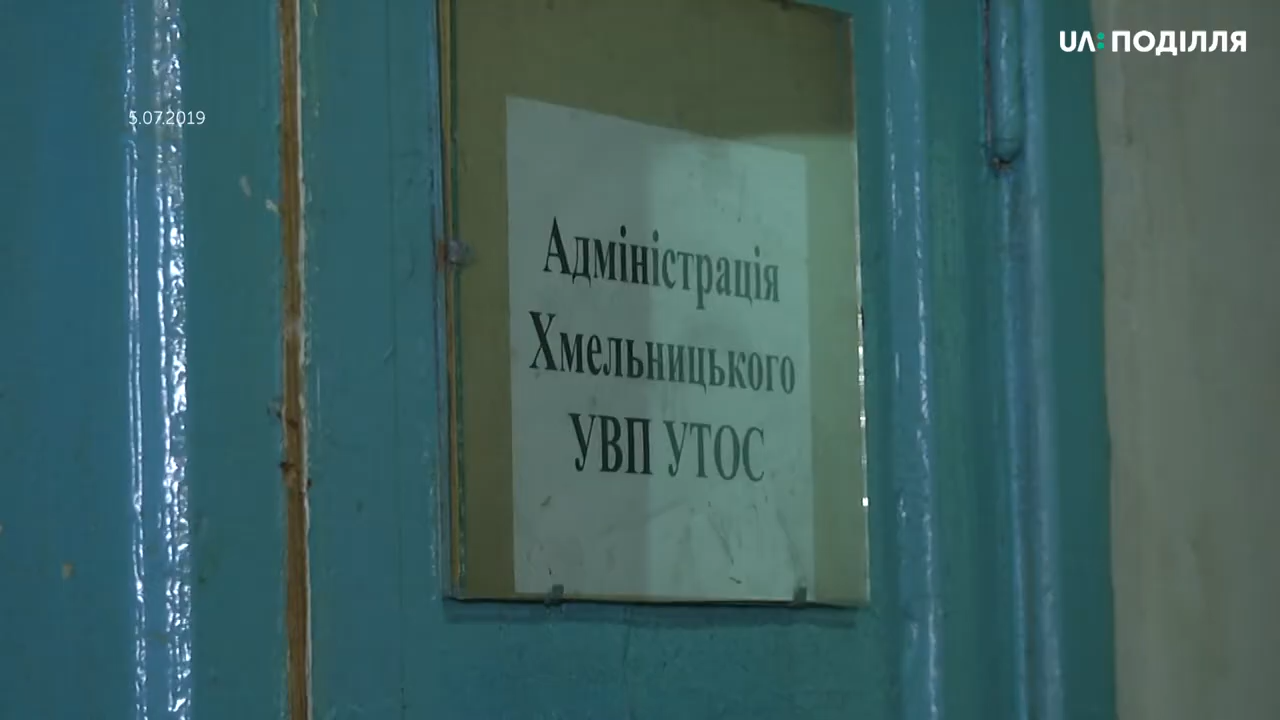 UA: ПОДІЛЛЯ
5.07.2019
Адміністрація
Хмельницького
УВП УТОС